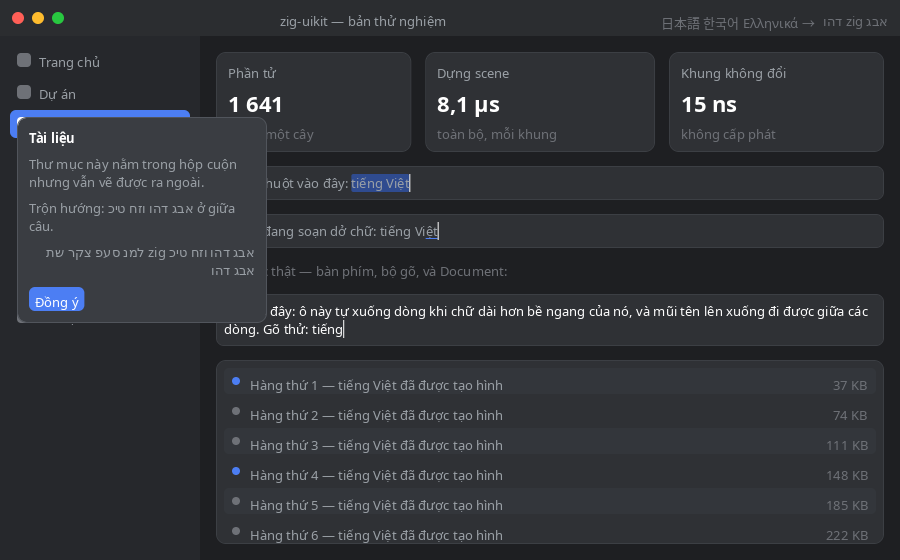 zig-uikit — bản thử nghiệm
日本語 한국어 Ελληνικά → אבג zig דהו
Trang chủ
Dự án
Tài liệu
Thư mục này nằm trong hộp cuộn
nhưng vẫn vẽ được ra ngoài.
Trộn hướng: אבג דהו וזח טיכ ở giữa
câu.
אבג דהו וזח טיכ zig למנ סעפ צקר שת
אבג דהו
Đồng ý
Phần tử
1 641
một cây
Dựng scene
8,1 µs
toàn bộ, mỗi khung
Khung không đổi
15 ns
không cấp phát
vào đây: tiếng Việt
đang soạn dở chữ: tiếng Việt
thật — bàn phím, bộ gõ, và Document:
đây: ô này tự xuống dòng khi chữ dài hơn bề ngang của nó, và mũi tên lên xuống đi được giữa các
dòng. Gõ thử: tiếng
Hàng thứ 1 — tiếng Việt đã được tạo hình 37 KB
Hàng thứ 2 — tiếng Việt đã được tạo hình 74 KB
Hàng thứ 3 — tiếng Việt đã được tạo hình 111 KB
Hàng thứ 4 — tiếng Việt đã được tạo hình 148 KB
Hàng thứ 5 — tiếng Việt đã được tạo hình 185 KB
Hàng thứ 6 — tiếng Việt đã được tạo hình 222 KB